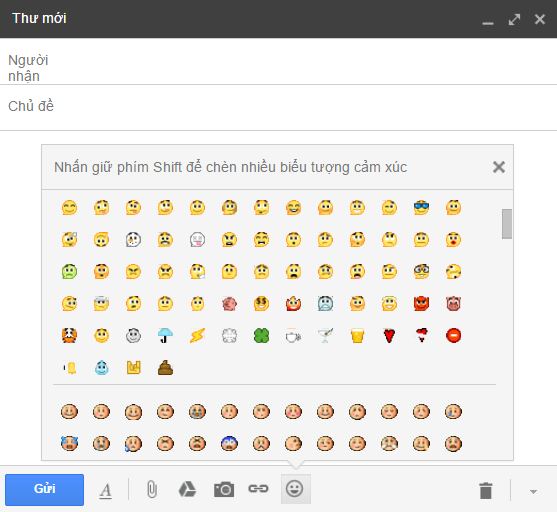 Thư mới
Người
nhận
Chủ đề
Nhấn giữ phím Shift để chèn nhiều biểu tượng cảm xúc
Gửi
A